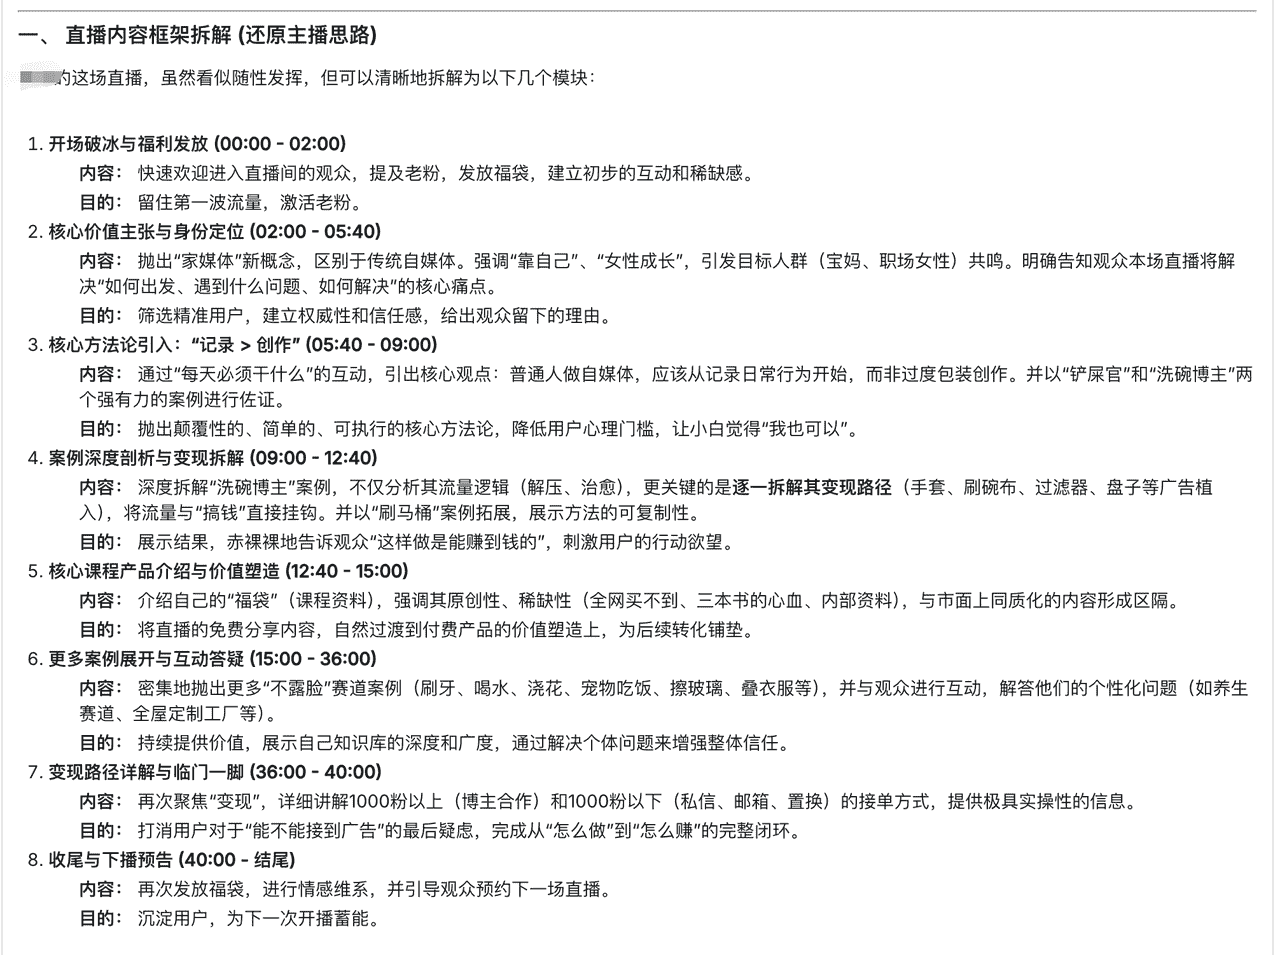 一、 直播内容框架拆解 (还原主播思路)
的这场直播，虽然看似随性发挥，但可以清晰地拆解为以下几个模块：
1. 开场破冰与福利发放 (00:00 - 02:00)
内容： 快速欢迎进入直播间的观众，提及老粉，发放福袋，建立初步的互动和稀缺感。
目的： 留住第一波流量，激活老粉。
2. 核心价值主张与身份定位 (02:00 - 05:40)
内容： 抛出“家媒体”新概念，区别于传统自媒体。强调“靠自己”、“女性成长”，引发目标人群（宝妈、职场女性）共鸣。明确告知观众本场直播将解
决“如何出发、遇到什么问题、如何解决”的核心痛点。
目的： 筛选精准用户，建立权威性和信任感，给出观众留下的理由。
3. 核心方法论引入：“记录 > 创作” (05:40 - 09:00)
内容： 通过“每天必须干什么”的互动，引出核心观点：普通人做自媒体，应该从记录日常行为开始，而非过度包装创作。并以“铲屎官”和“洗碗博主”两
个强有力的案例进行佐证。
目的： 抛出颠覆性的、简单的、可执行的核心方法论，降低用户心理门槛，让小白觉得“我也可以”。
4. 案例深度剖析与变现拆解 (09:00 - 12:40)
内容： 深度拆解“洗碗博主”案例，不仅分析其流量逻辑（解压、治愈），更关键的是逐一拆解其变现路径（手套、刷碗布、过滤器、盘子等广告植
入），将流量与“搞钱”直接挂钩。并以“刷马桶”案例拓展，展示方法的可复制性。
目的： 展示结果，赤裸裸地告诉观众“这样做是能赚到钱的”，刺激用户的行动欲望。
5. 核心课程产品介绍与价值塑造 (12:40 - 15:00)
内容： 介绍自己的“福袋”（课程资料），强调其原创性、稀缺性（全网买不到、三本书的心血、内部资料），与市面上同质化的内容形成区隔。
目的： 将直播的免费分享内容，自然过渡到付费产品的价值塑造上，为后续转化铺垫。
6. 更多案例展开与互动答疑 (15:00 - 36:00)
内容： 密集地抛出更多“不露脸”赛道案例（刷牙、喝水、浇花、宠物吃饭、擦玻璃、叠衣服等），并与观众进行互动，解答他们的个性化问题（如养生
赛道、全屋定制工厂等）。
目的： 持续提供价值，展示自己知识库的深度和广度，通过解决个体问题来增强整体信任。
7. 变现路径详解与临门一脚 (36:00 - 40:00)
内容： 再次聚焦“变现”，详细讲解1000粉以上（博主合作）和1000粉以下（私信、邮箱、置换）的接单方式，提供极具实操性的信息。
目的： 打消用户对于“能不能接到广告”的最后疑虑，完成从“怎么做”到“怎么赚”的完整闭环。
8. 收尾与下播预告 (40:00 - 结尾)
内容： 再次发放福袋，进行情感维系，并引导观众预约下一场直播。
目的： 沉淀用户，为下一次开播蓄能。